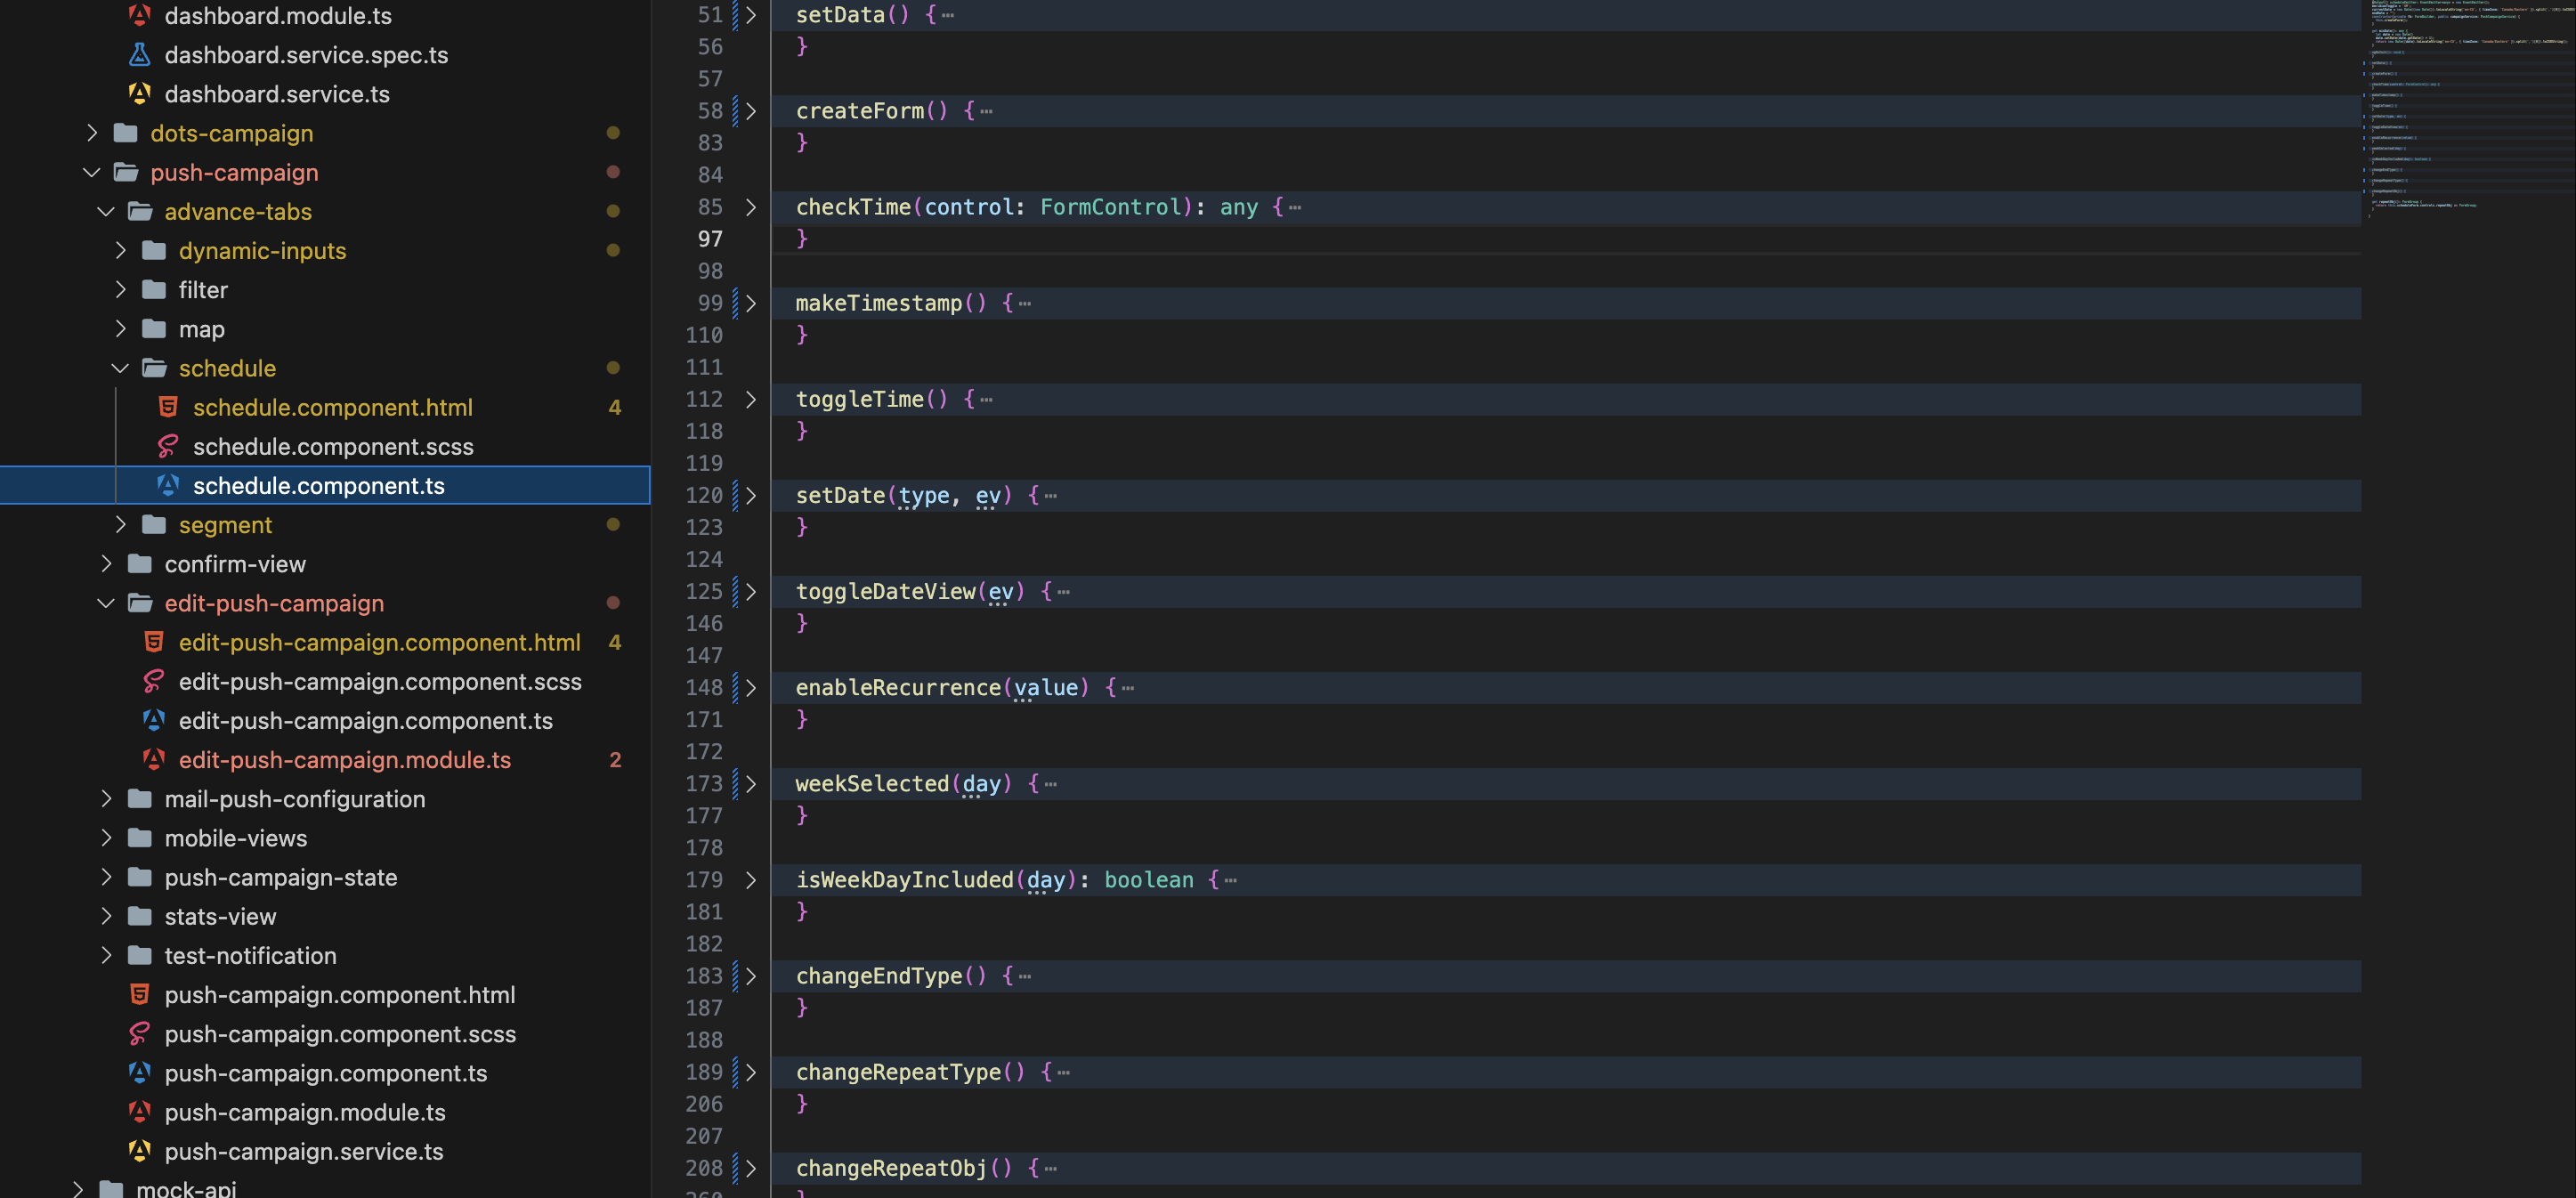 dashboard.module.ts
dashboard.service.spec.ts
dashboard.service.ts
dots-campaign
push-campaign
advance-tabs
dynamic-inputs
filter
map
schedule
schedule.component.html 4
schedule.component.scss
schedule.component.ts
segment
confirm-view
edit-push-campaign
edit-push-campaign.component.html 4
edit-push-campaign.component.scss
edit-push-campaign.component.ts
edit-push-campaign.module.ts 2
mail-push-configuration
mobile-views
push-campaign-state
stats-view
test-notification
push-campaign.component.html
push-campaign.component.scss
push-campaign.component.ts
push-campaign.module.ts
push-campaign.service.ts
mock-api
51 setData() {⋯
56 }
57
58 createForm() {⋯
83 }
84
85 checkTime(control: FormControl): any {⋯
97 }
98
99 makeTimestamp() {⋯
110 }
111
112 toggleTime() {⋯
118 }
119
120 setDate(type, ev) {⋯
123 }
124
125 toggleDateView(ev) {⋯
146 }
147
148 enableRecurrence(value) {⋯
171 }
172
173 weekSelected(day) {⋯
177 }
178
179 isWeekDayIncluded(day): boolean {⋯
181 }
182
183 changeEndType() {⋯
187 }
188
189 changeRepeatType() {⋯
206 }
207
208 changeRepeatObj() {⋯
260 }